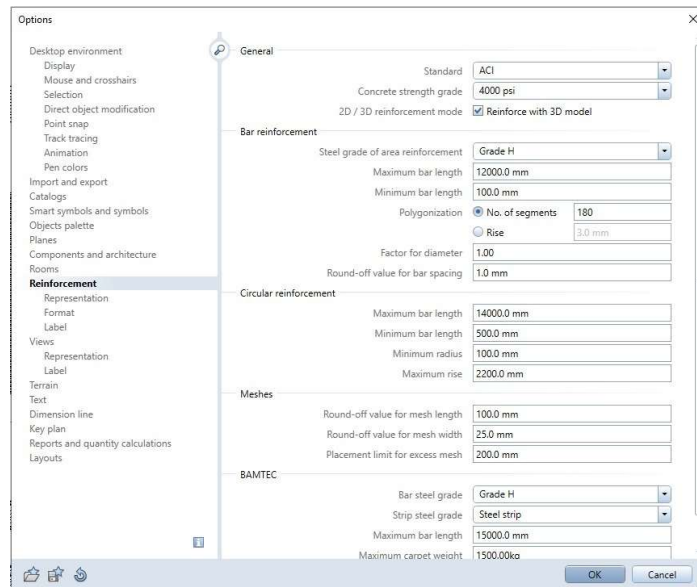 Options
Desktop environment
Display
Mouse and crosshairs
Selection
Direct object modification
Point snap
Track tracing
Animation
Pen colors
Import and export
Catalogs
Smart symbols and symbols
Objects palette
Planes
Components and architecture
Rooms
Reinforcement
Representation
Format
Label
Views
Representation
Label
Terrain
Text
Dimension line
Key plan
Reports and quantity calculations
Layouts
General
Standard ACI
Concrete strength grade 4000 psi
2D / 3D reinforcement mode Reinforce with 3D model
Bar reinforcement
Steel grade of area reinforcement Grade H
Maximum bar length 12000.0 mm
Minimum bar length 100.0 mm
Polygonization No. of segments 180
Rise 3.0 mm
Factor for diameter 1.00
Round-off value for bar spacing 1.0 mm
Circular reinforcement
Maximum bar length 14000.0 mm
Minimum bar length 500.0 mm
Minimum radius 100.0 mm
Maximum rise 2200.0 mm
Meshes
Round-off value for mesh length 100.0 mm
Round-off value for mesh width 25.0 mm
Placement limit for excess mesh 200.0 mm
BAMTEC
Bar steel grade Grade H
Strip steel grade Steel strip
Maximum bar length 15000.0 mm
Maximum carpet weight 1500.00kg
OK Cancel